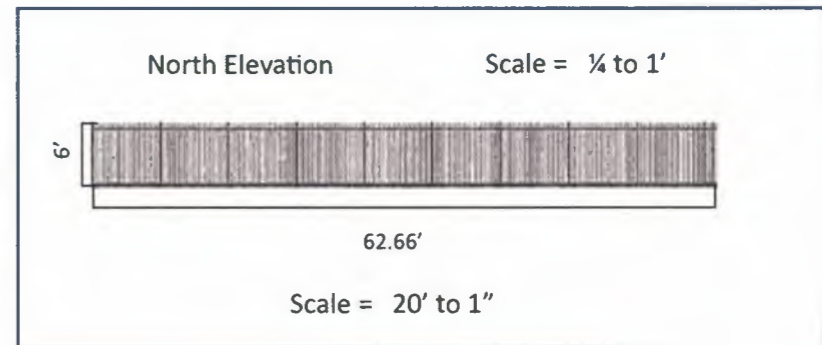 North Elevation
Scale = ¼ to 1'
6'
62.66'
Scale = 20' to 1"